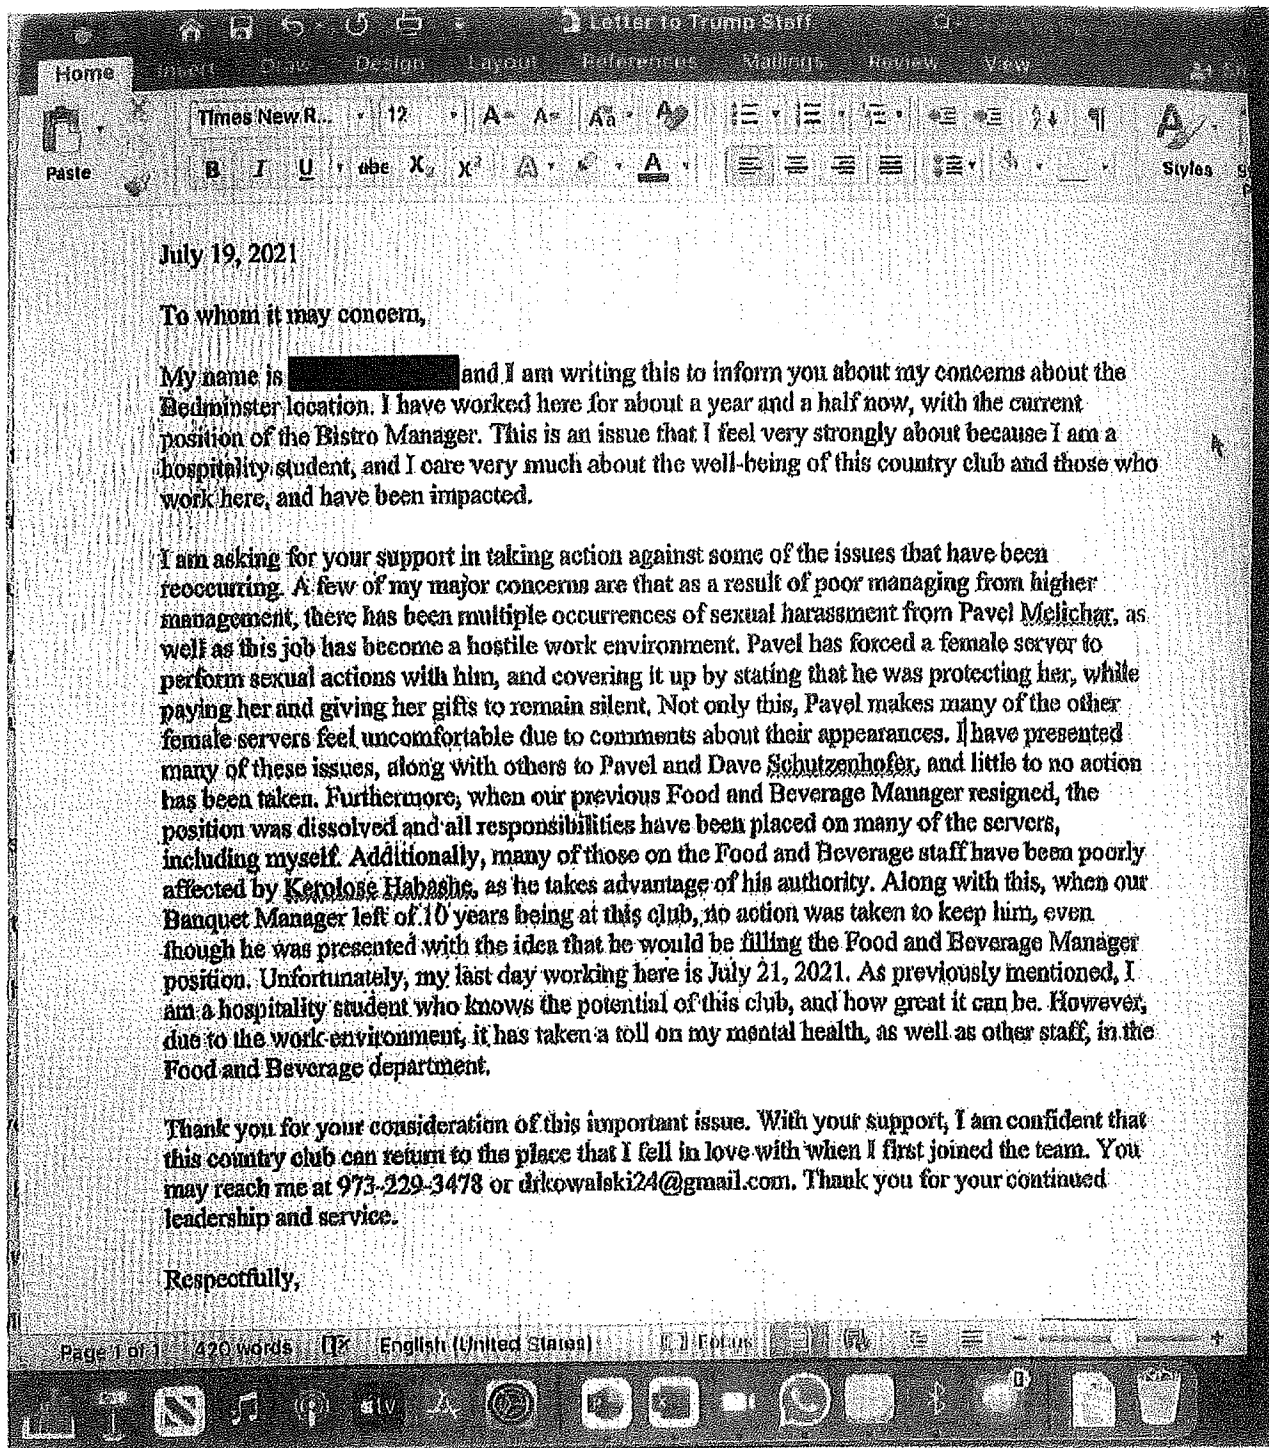 Letter to Trump Staff
Home Insert Draw Design Layout References Mailings Review View
Times New R... 12
Paste
Styles
July 19, 2021
To whom it may concern,
My name is and I am writing this to inform you about my concerns about the
Bedminster location. I have worked here for about a year and a half now, with the current
position of the Bistro Manager. This is an issue that I feel very strongly about because I am a
hospitality student, and I care very much about the well-being of this country club and those who
work here, and have been impacted.
I am asking for your support in taking action against some of the issues that have been
reoccurring. A few of my major concerns are that as a result of poor managing from higher
management, there has been multiple occurrences of sexual harassment from Pavel Melichar, as
well as this job has become a hostile work environment. Pavel has forced a female server to
perform sexual actions with him, and covering it up by stating that he was protecting her, while
paying her and giving her gifts to remain silent. Not only this, Pavel makes many of the other
female servers feel uncomfortable due to comments about their appearances. I have presented
many of these issues, along with others to Pavel and Dave Schutzenhofer, and little to no action
has been taken. Furthermore, when our previous Food and Beverage Manager resigned, the
position was dissolved and all responsibilities have been placed on many of the servers,
including myself. Additionally, many of those on the Food and Beverage staff have been poorly
affected by Kerolose Habashe, as he takes advantage of his authority. Along with this, when our
Banquet Manager left of 10 years being at this club, no action was taken to keep him, even
though he was presented with the idea that he would be filling the Food and Beverage Manager
position. Unfortunately, my last day working here is July 21, 2021. As previously mentioned, I
am a hospitality student who knows the potential of this club, and how great it can be. However,
due to the work environment, it has taken a toll on my mental health, as well as other staff, in the
Food and Beverage department.
Thank you for your consideration of this important issue. With your support, I am confident that
this country club can return to the place that I fell in love with when I first joined the team. You
may reach me at 973-229-3478 or drkowalski24@gmail.com. Thank you for your continued
leadership and service.
Respectfully,
Page 1 of 1 420 words English (United States) Focus
tv